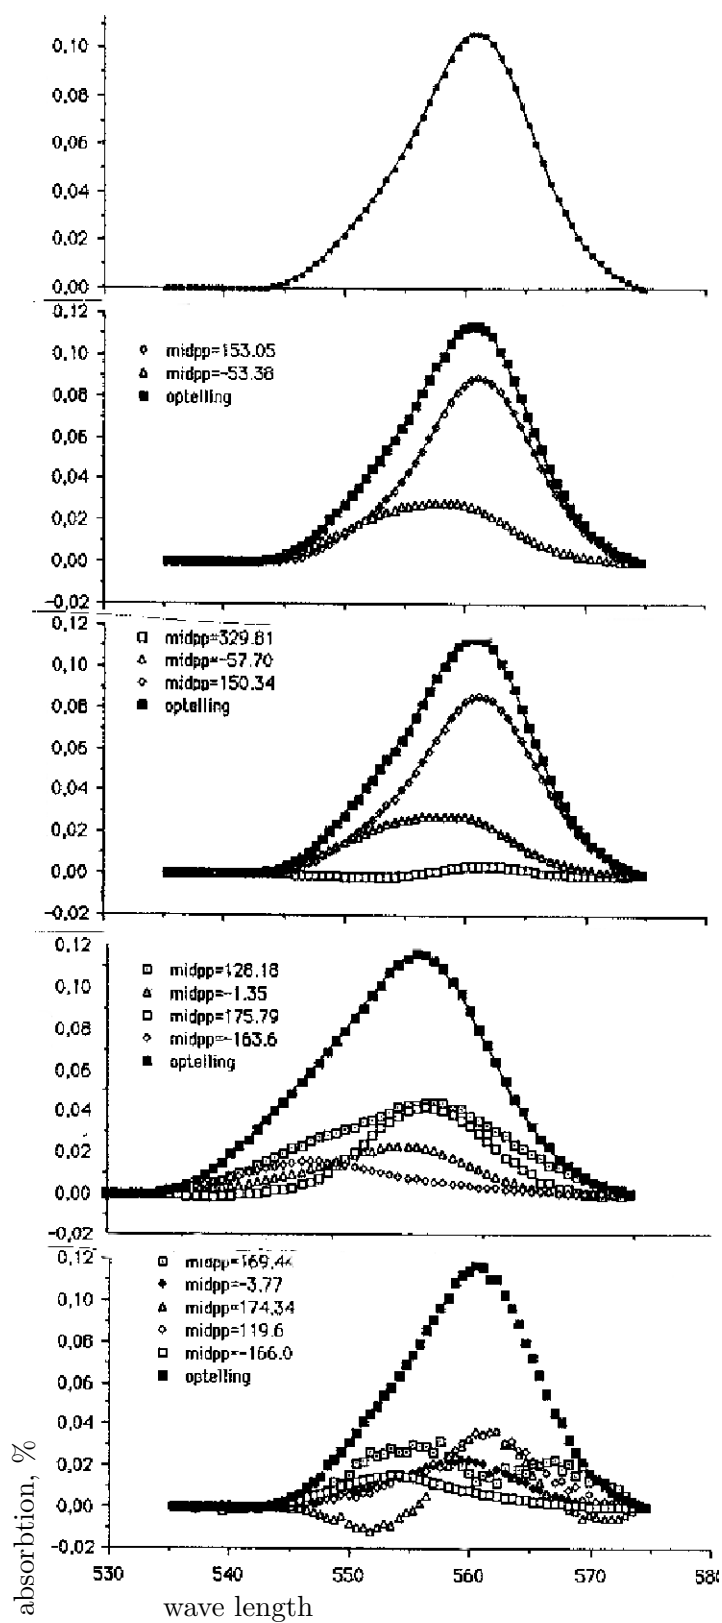 0,10
0,08
0,06
0,04
0,02
0,00
0,12
0,10
0,08
0,06
0,04
0,02
0,00
-0,02
midpp=153.05
midpp=-53.38
optelling
0,12
0,10
0,08
0,06
0,04
0,02
0,00
-0,02
midpp=329.81
midpp=-57.70
midpp=150.34
optelling
0,12
0,10
0,08
0,06
0,04
0,02
0,00
-0,02
midpp=128.18
midpp=-1.35
midpp=175.79
midpp=-163.6
optelling
0,12
0,10
0,08
0,06
0,04
0,02
0,00
-0,02
midpp=169.44
midpp=-3.77
midpp=174.34
midpp=119.6
midpp=-166.0
optelling
530 540 550 560 570 580
absorbtion, %
wave length